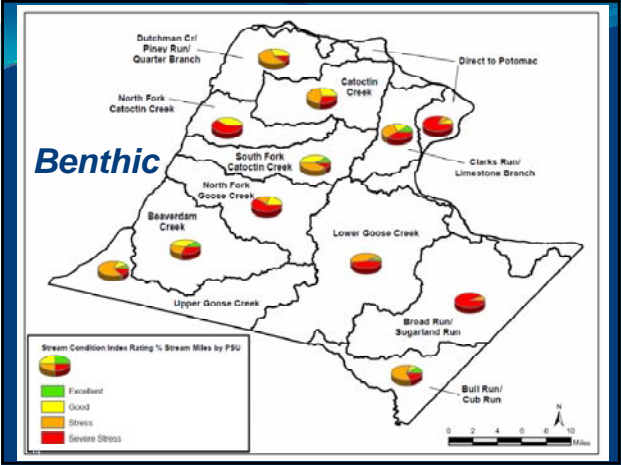 Dutchman Cr/
Piney Run/
Quarter Branch
Direct to Potomac
Catoctin
Creek
North Fork
Catoctin Creek
Benthic
South Fork
Catoctin Creek
Clarks Run/
Limestone Branch
North Fork
Goose Creek
Beaverdam
Creek
Lower Goose Creek
Upper Goose Creek
Broad Run/
Sugarland Run
Bull Run/
Cub Run
Stream Condition Index Rating % Stream Miles by PSU
Excellent
Good
Stress
Severe Stress
N
0 2 4 6 8 10
Miles